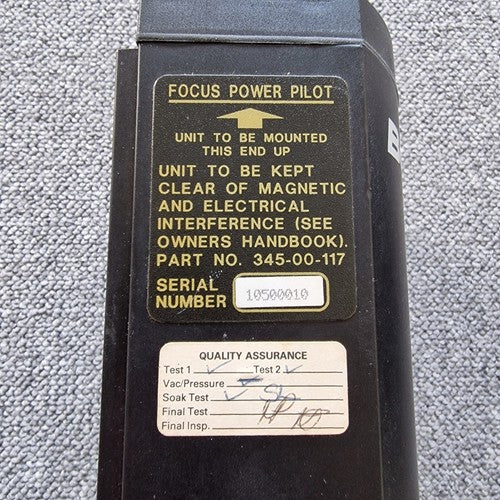 FOCUS POWER PILOT
UNIT TO BE MOUNTED
THIS END UP
UNIT TO BE KEPT
CLEAR OF MAGNETIC
AND ELECTRICAL
INTERFERENCE (SEE
OWNERS HANDBOOK).
PART NO. 345-00-117
SERIAL
NUMBER 10500010
QUALITY ASSURANCE
Test 1 ✓ Test 2 ✓
Vac/Pressure
Soak Test ✓
Final Test
Final Insp.